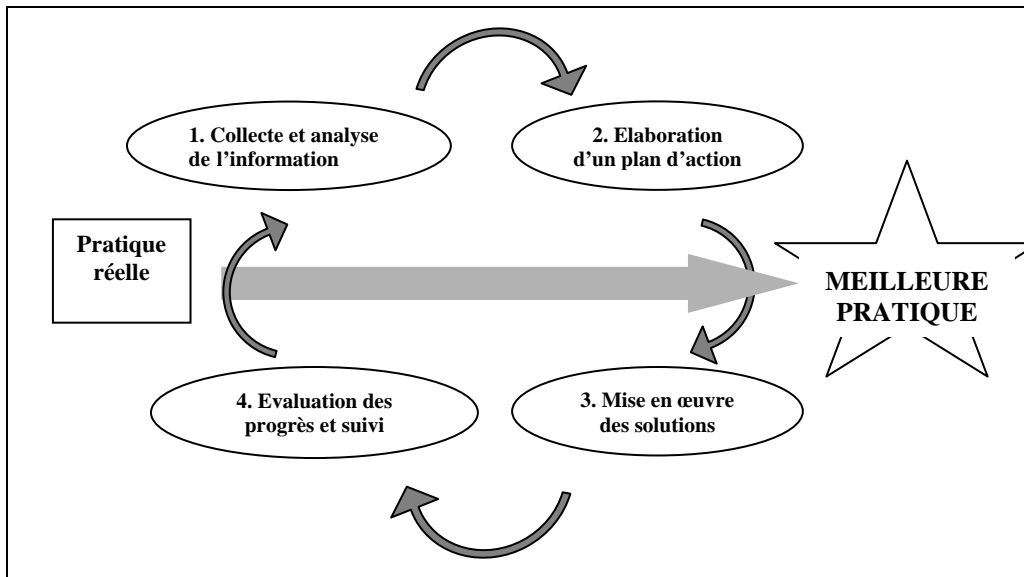 1. Collecte et analyse
de l'information
2. Elaboration
d'un plan d'action
Pratique
réelle
MEILLEURE
PRATIQUE
4. Evaluation des
progrès et suivi
3. Mise en œuvre
des solutions